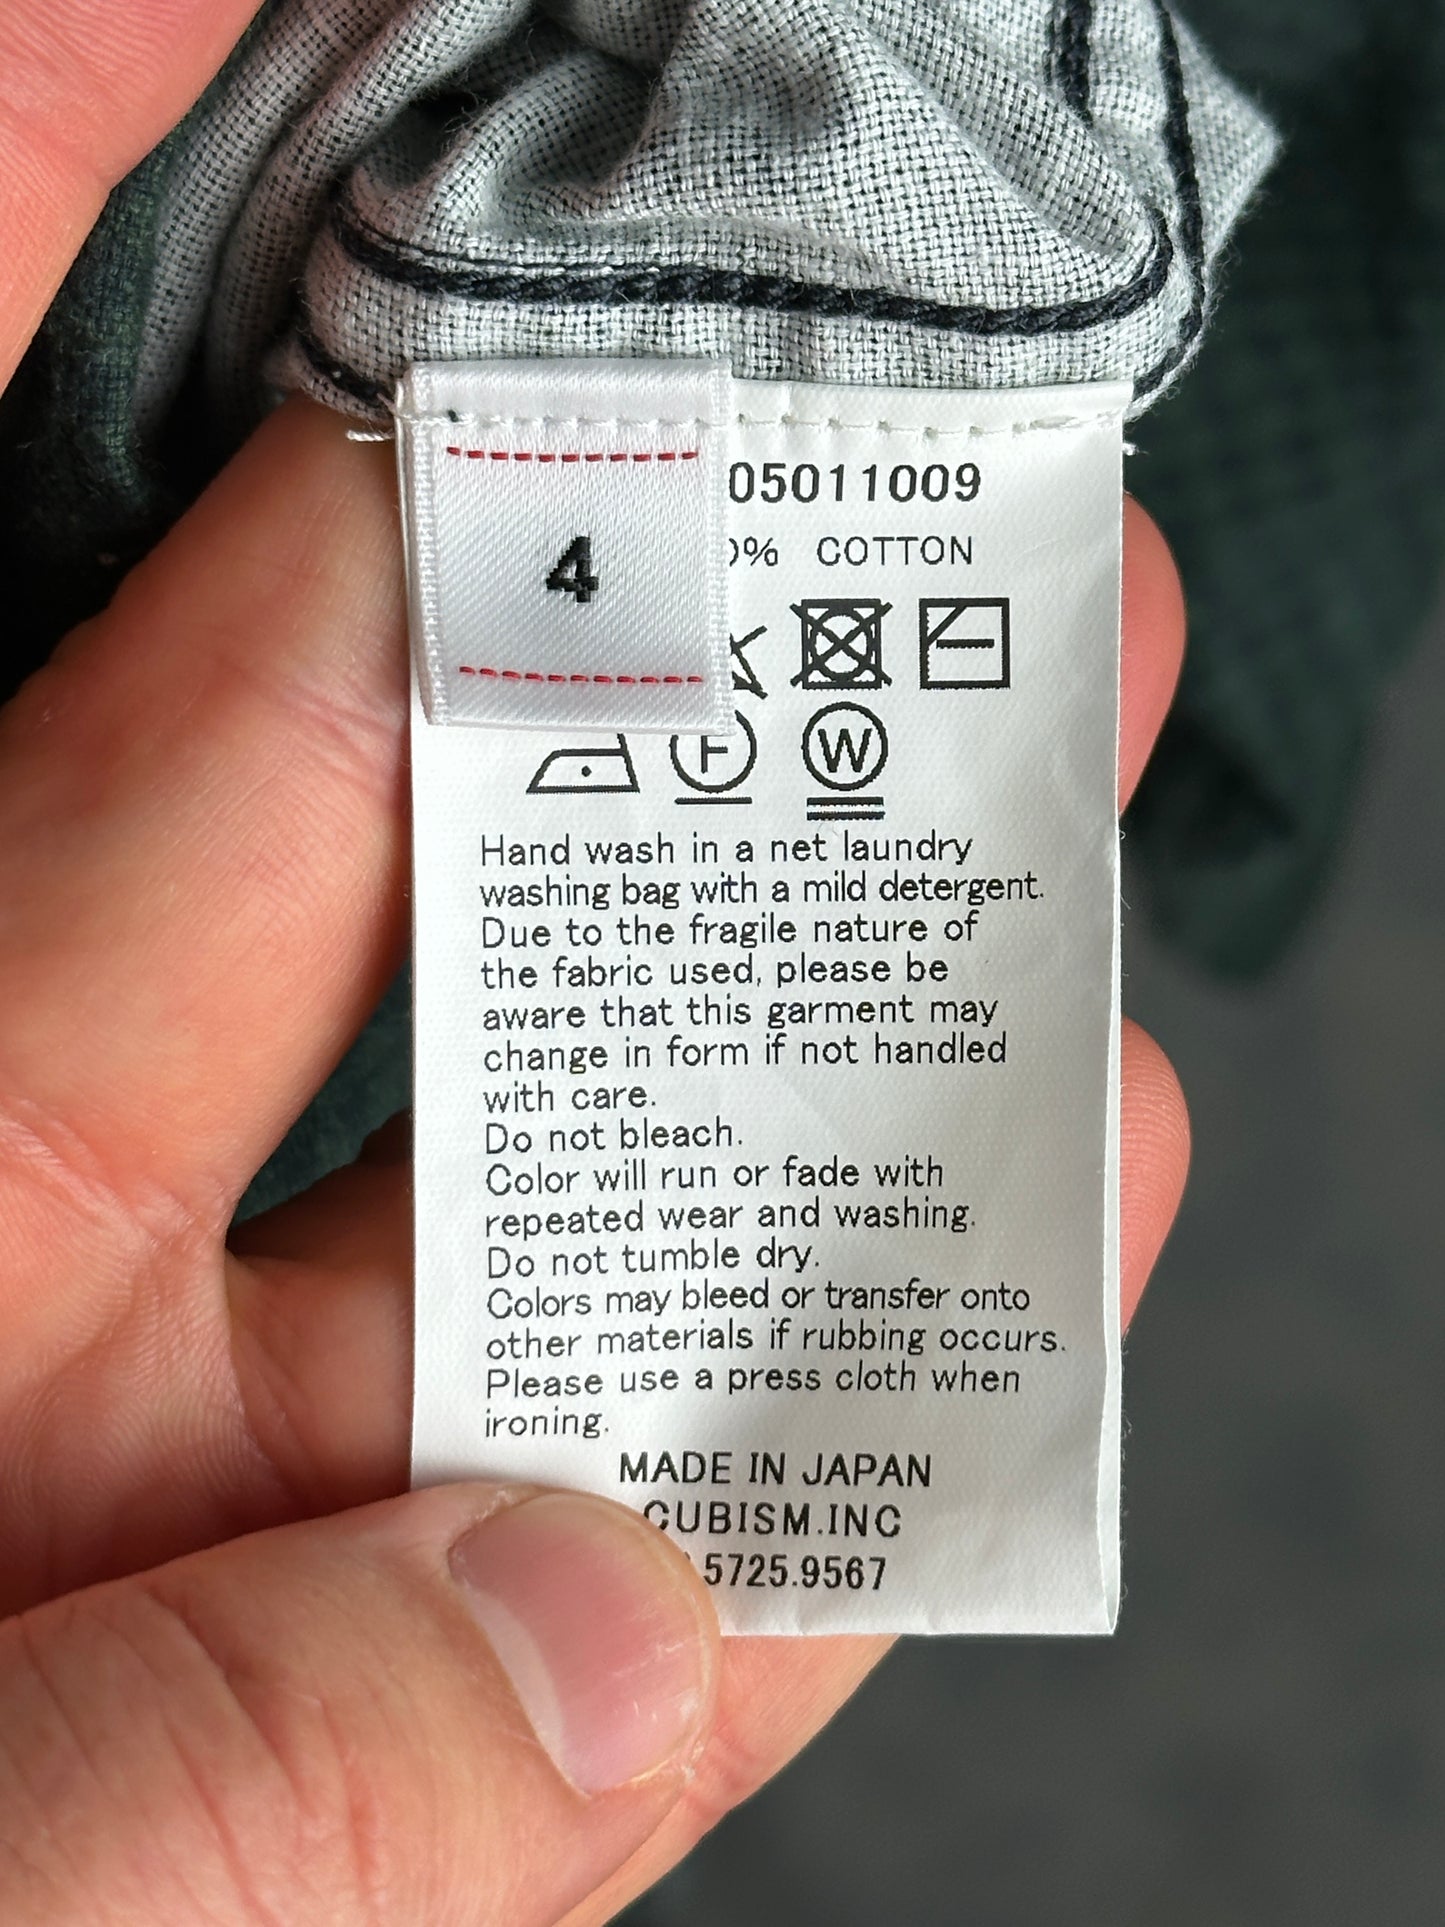 4
05011009
% COTTON
F W
Hand wash in a net laundry
washing bag with a mild detergent.
Due to the fragile nature of
the fabric used, please be
aware that this garment may
change in form if not handled
with care.
Do not bleach.
Color will run or fade with
repeated wear and washing.
Do not tumble dry.
Colors may bleed or transfer onto
other materials if rubbing occurs.
Please use a press cloth when
ironing.
MADE IN JAPAN
CUBISM.INC
5725.9567